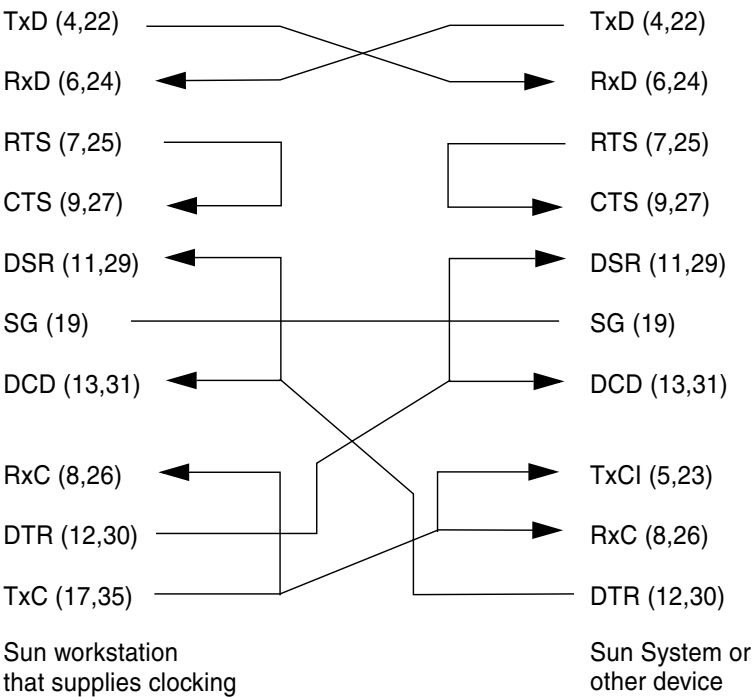 TxD (4,22) TxD (4,22)
RxD (6,24) RxD (6,24)
RTS (7,25) RTS (7,25)
CTS (9,27) CTS (9,27)
DSR (11,29) DSR (11,29)
SG (19) SG (19)
DCD (13,31) DCD (13,31)
RxC (8,26) TxCI (5,23)
DTR (12,30) RxC (8,26)
TxC (17,35) DTR (12,30)
Sun workstation
that supplies clocking
Sun System or
other device